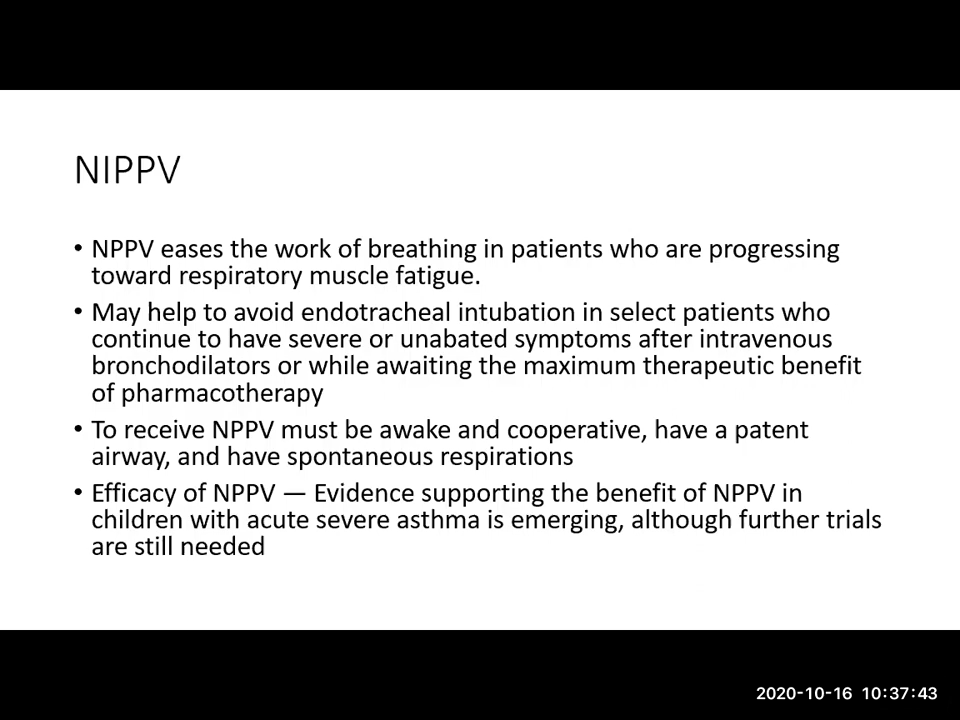 NIPPV
• NPPV eases the work of breathing in patients who are progressing
toward respiratory muscle fatigue.
• May help to avoid endotracheal intubation in select patients who
continue to have severe or unabated symptoms after intravenous
bronchodilators or while awaiting the maximum therapeutic benefit
of pharmacotherapy
• To receive NPPV must be awake and cooperative, have a patent
airway, and have spontaneous respirations
• Efficacy of NPPV — Evidence supporting the benefit of NPPV in
children with acute severe asthma is emerging, although further trials
are still needed
2020-10-16 10:37:43